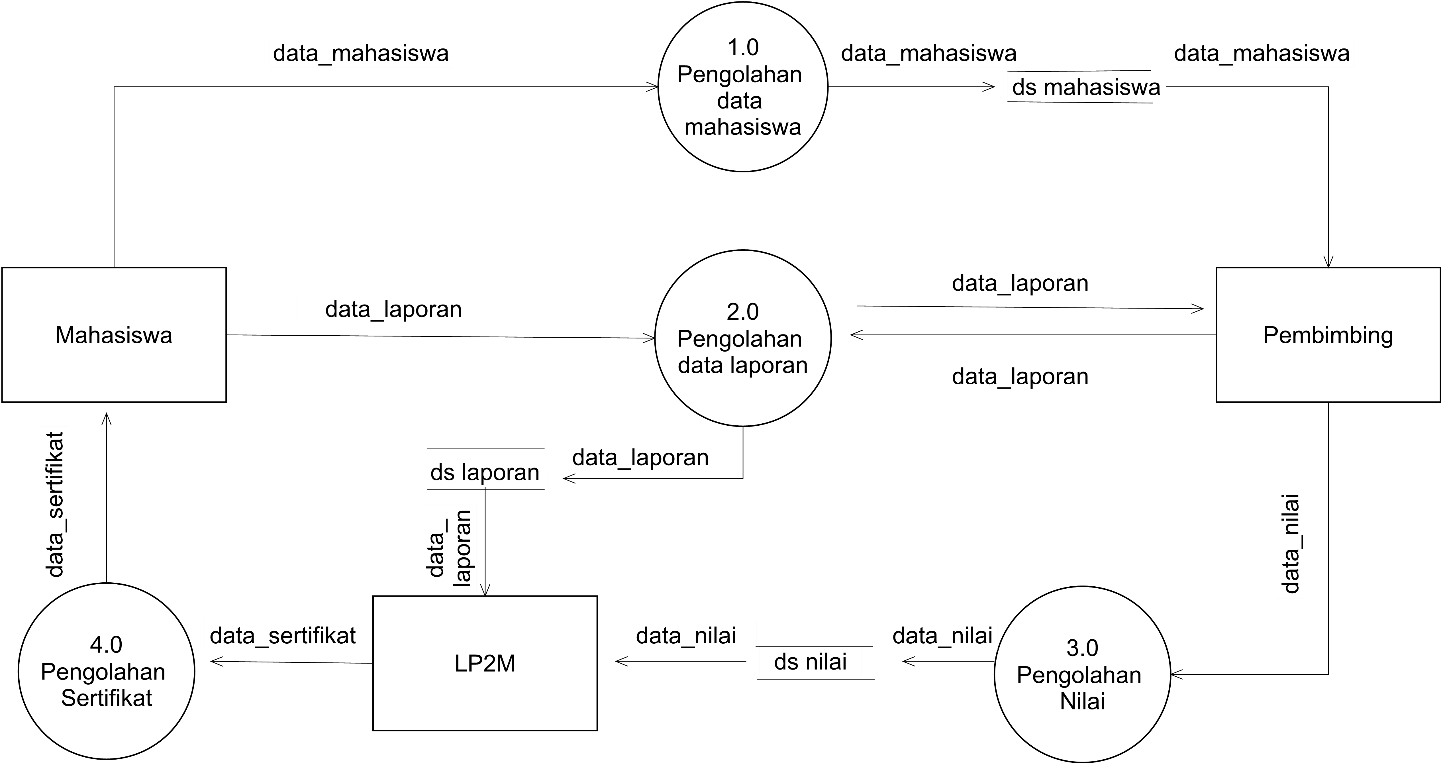 data_mahasiswa
1.0
Pengolahan
data
mahasiswa
data_mahasiswa
ds mahasiswa
data_mahasiswa
Mahasiswa
data_laporan
2.0
Pengolahan
data laporan
data_laporan
data_laporan
Pembimbing
data_sertifikat
ds laporan
data_laporan
data_
laporan
data_nilai
4.0
Pengolahan
Sertifikat
data_sertifikat
LP2M
data_nilai
ds nilai
data_nilai
3.0
Pengolahan
Nilai